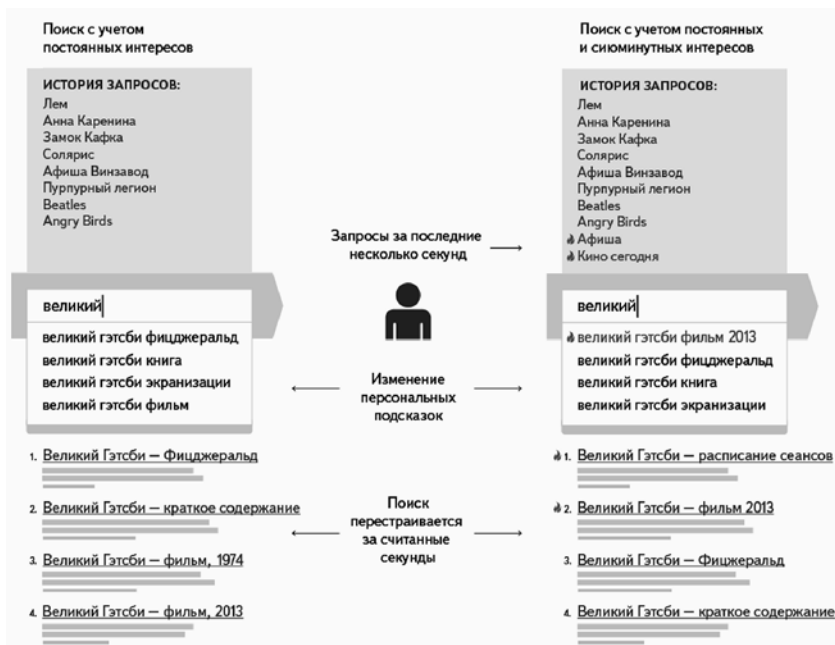 Поиск с учетом
постоянных интересов
ИСТОРИЯ ЗАПРОСОВ:
Лем
Анна Каренина
Замок Кафка
Солярис
Афиша Винзавод
Пурпурный легион
Beatles
Angry Birds
великий
великий гэтсби фицджеральд
великий гэтсби книга
великий гэтсби экранизации
великий гэтсби фильм
1. Великий Гэтсби — Фицджеральд
2. Великий Гэтсби — краткое содержание
3. Великий Гэтсби — фильм, 1974
4. Великий Гэтсби — фильм, 2013
Запросы за последние
несколько секунд
Изменение
персональных
подсказок
Поиск
перестраивается
за считанные
секунды
Поиск с учетом постоянных
и сиюминутных интересов
ИСТОРИЯ ЗАПРОСОВ:
Лем
Анна Каренина
Замок Кафка
Солярис
Афиша Винзавод
Пурпурный легион
Beatles
Angry Birds
Афиша
Кино сегодня
великий
великий гэтсби фильм 2013
великий гэтсби фицджеральд
великий гэтсби книга
великий гэтсби экранизации
1. Великий Гэтсби — расписание сеансов
2. Великий Гэтсби — фильм 2013
3. Великий Гэтсби — Фицжеральд
4. Великий Гэтсби — краткое содержание